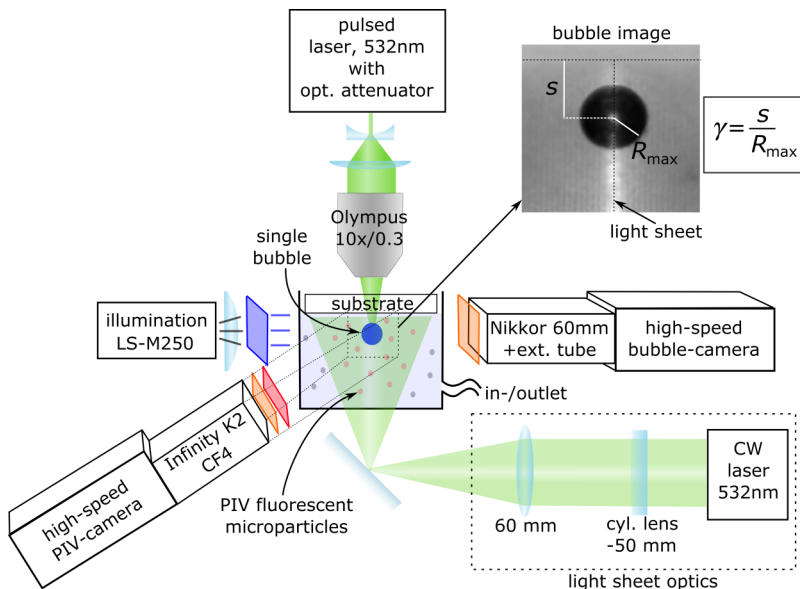 pulsed
laser, 532nm
with
opt. attenuator
bubble image
s
R_max
γ = s / R_max
light sheet
Olympus
10x/0.3
single
bubble
substrate
illumination
LS-M250
Nikkor 60mm
+ext. tube
high-speed
bubble-camera
in-/outlet
Infinity K2
CF4
high-speed
PIV-camera
PIV fluorescent
microparticles
60 mm
cyl. lens
-50 mm
CW
laser
532nm
light sheet optics